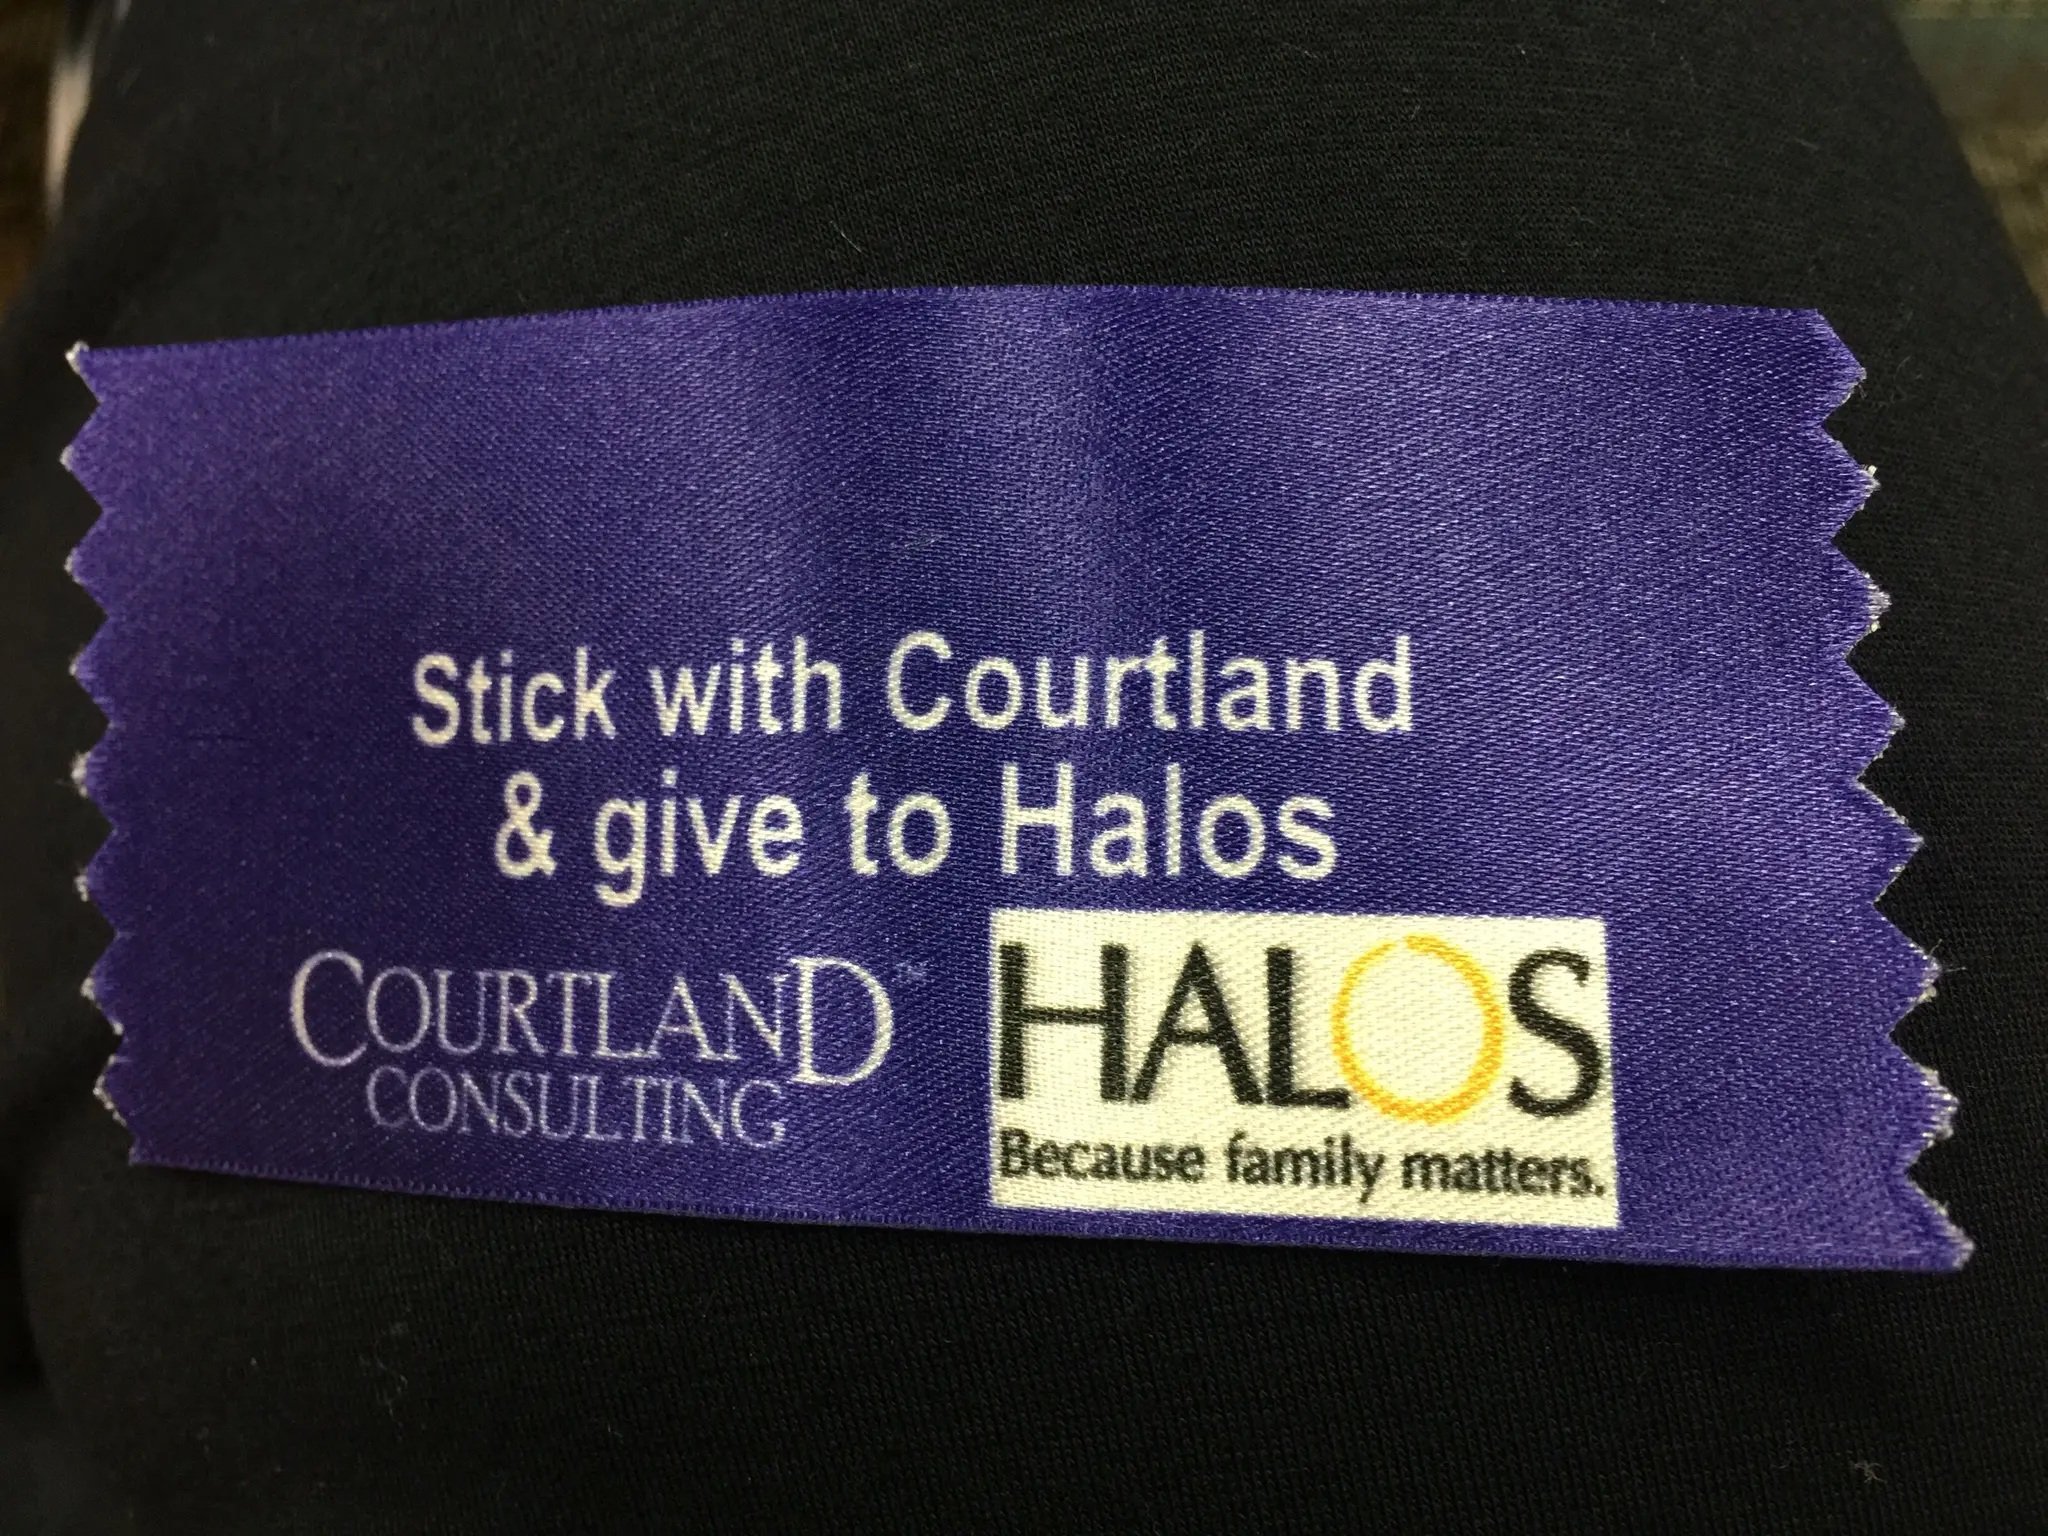 Stick with Courtland
& give to Halos
COURTLAND™
CONSULTING
HALOS
Because family matters.